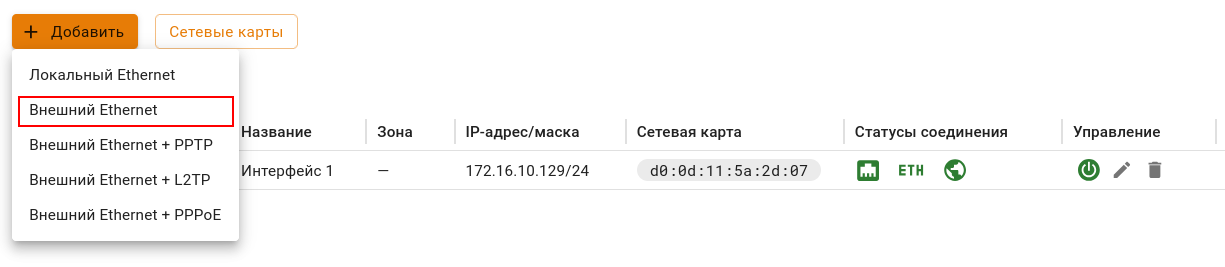 Добавить
Сетевые карты
Локальный Ethernet
Внешний Ethernet
Внешний Ethernet + PPTP
Внешний Ethernet + L2TP
Внешний Ethernet + PPPoE
Название Зона IP-адрес/маска Сетевая карта Статусы соединения Управление
Интерфейс 1 — 172.16.10.129/24 d0:0d:11:5a:2d:07 ETH